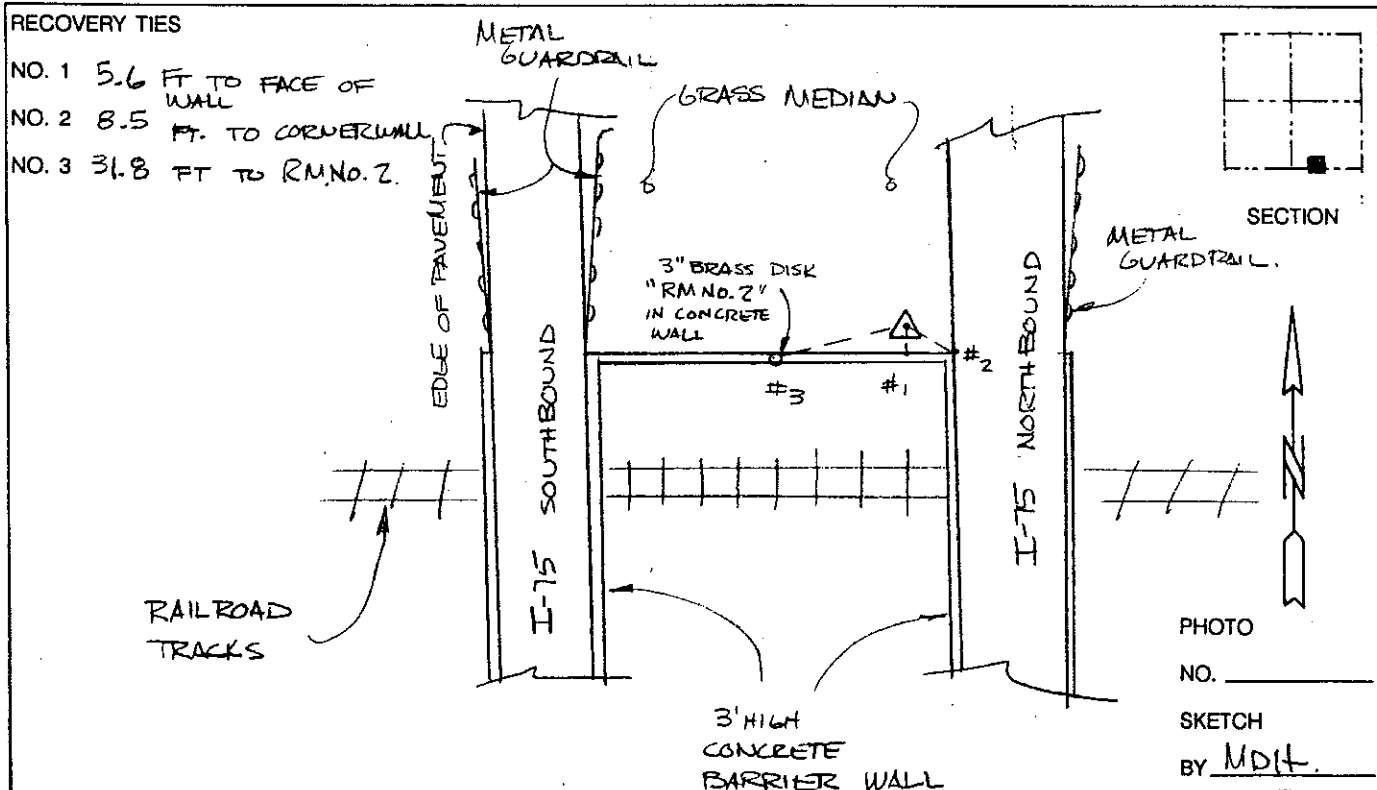 RECOVERY TIES
NO. 1 5.6 FT TO FACE OF
WALL
NO. 2 8.5 FT. TO CORNERWALL
NO. 3 31.8 FT TO RM.NO.2.
METAL
GUARDRAIL
GRASS MEDIAN
SECTION
EDGE OF PAVEMENT
METAL
GUARDRAIL.
3" BRASS DISK
"RM NO.2"
IN CONCRETE
WALL
#3
#1
#2
I-75 SOUTHBOUND
I-75 NORTHBOUND
N
RAILROAD
TRACKS
3' HIGH
CONCRETE
BARRIER WALL
PHOTO
NO.
SKETCH
BY MDH.